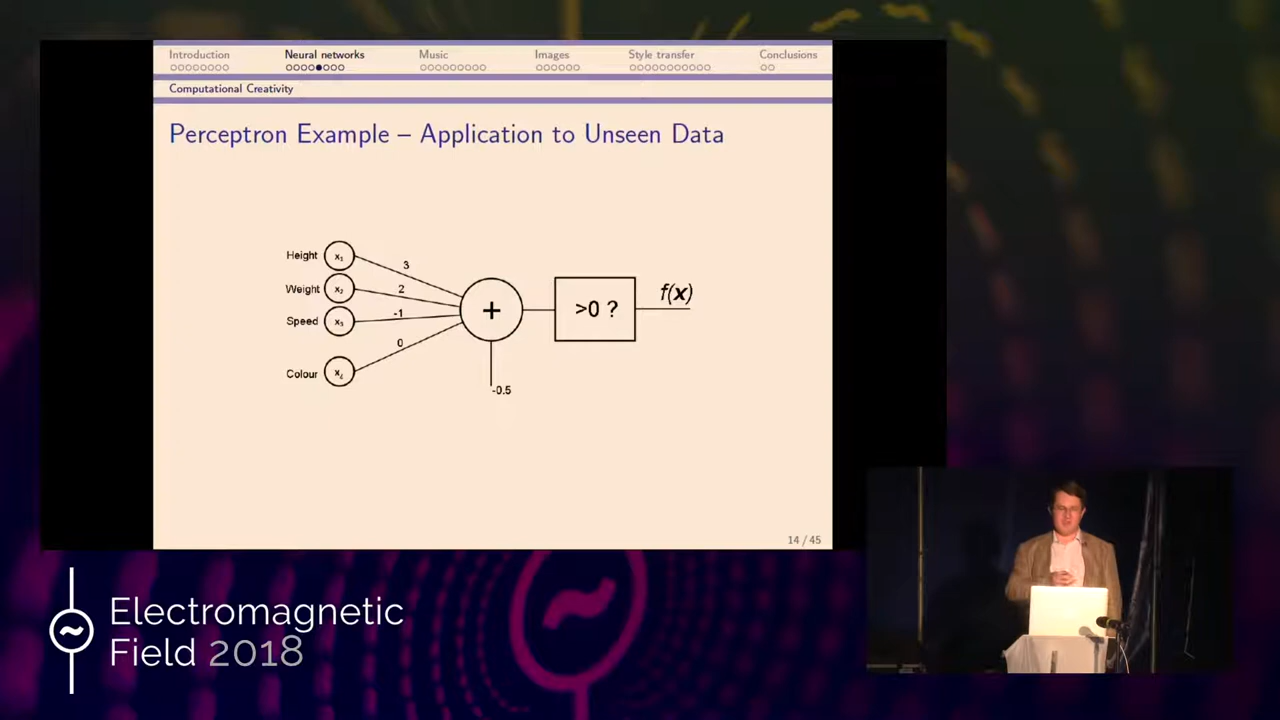 Introduction Neural networks Music Images Style transfer Conclusions
Computational Creativity
Perceptron Example – Application to Unseen Data
Height x₁ 3
Weight x₂ 2
Speed x₃ -1
Colour 0
+ >0 ? f(x)
-0.5
14 / 45
Electromagnetic
Field 2018